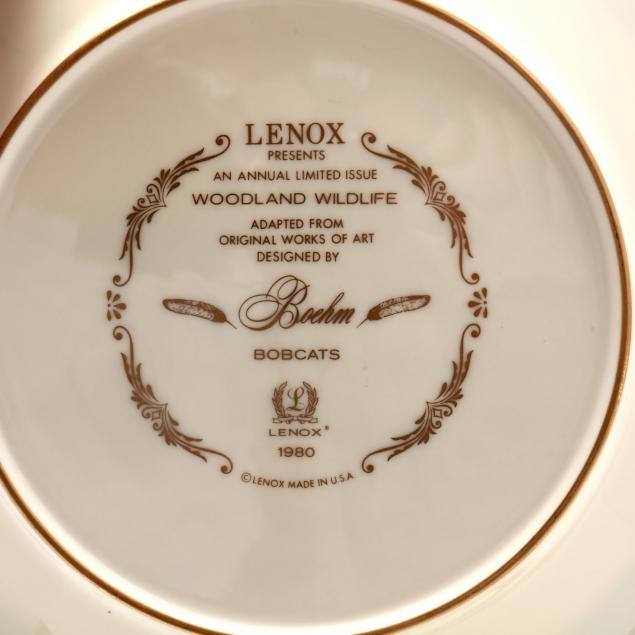 LENOX
PRESENTS
AN ANNUAL LIMITED ISSUE
WOODLAND WILDLIFE
ADAPTED FROM
ORIGINAL WORKS OF ART
DESIGNED BY
Boehm
BOBCATS
L
LENOX®
1980
© LENOX MADE IN U.S.A.